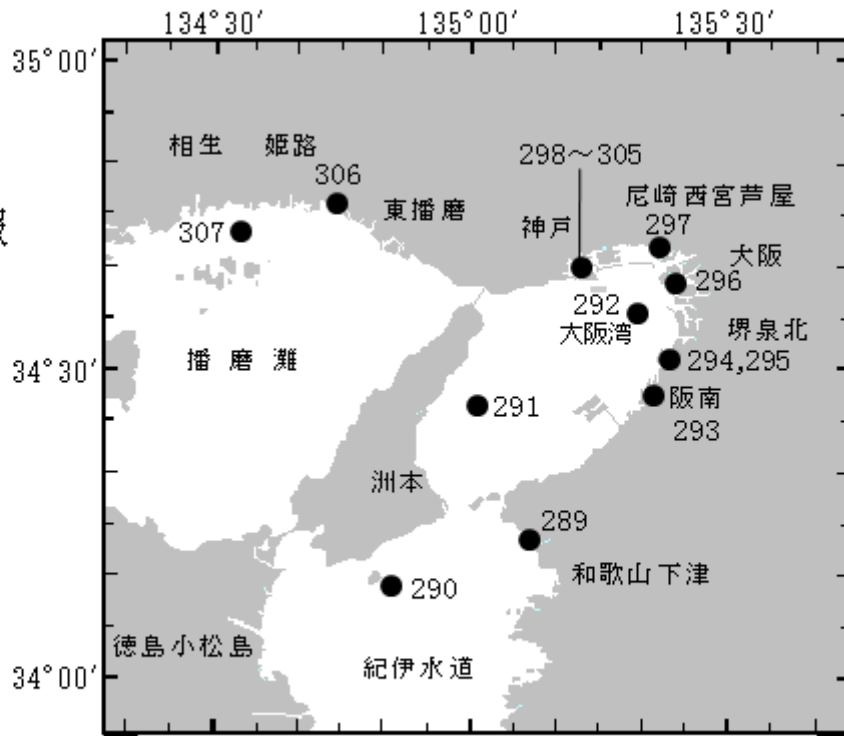 134°30′
135°00′
135°30′
35°00′
相生
姫路
298～305
306
尼崎西宮芦屋
東播磨
神戸
297
307
大阪
296
292
大阪湾
堺泉北
播磨灘
34°30′
294,295
291
阪南
293
洲本
289
和歌山下津
290
徳島小松島
紀伊水道
34°00′